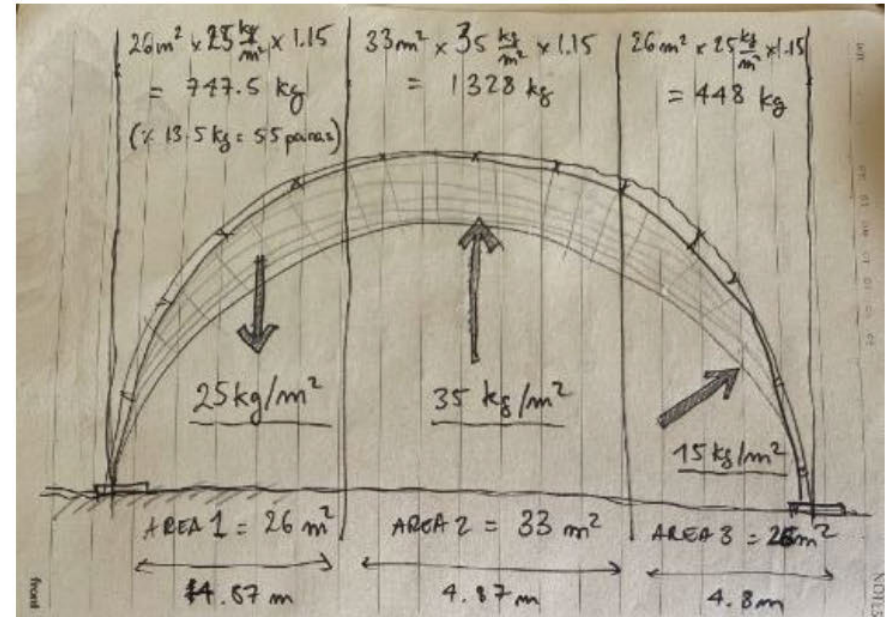 26m² x 25 kg/m² x 1.15
= 747.5 kg
(% 13.5 kg = 55
33m² x 35 kg/m² x 1.15
= 1328 kg
26m² x 25 kg/m² x 1.15
= 448 kg
25kg/m²
35 kg/m²
15 kg/m²
AREA 1 = 26 m²
AREA 2 = 33 m²
AREA 3 = 26m²
4.87 m
4.87 m
4.8m
front
NOTES